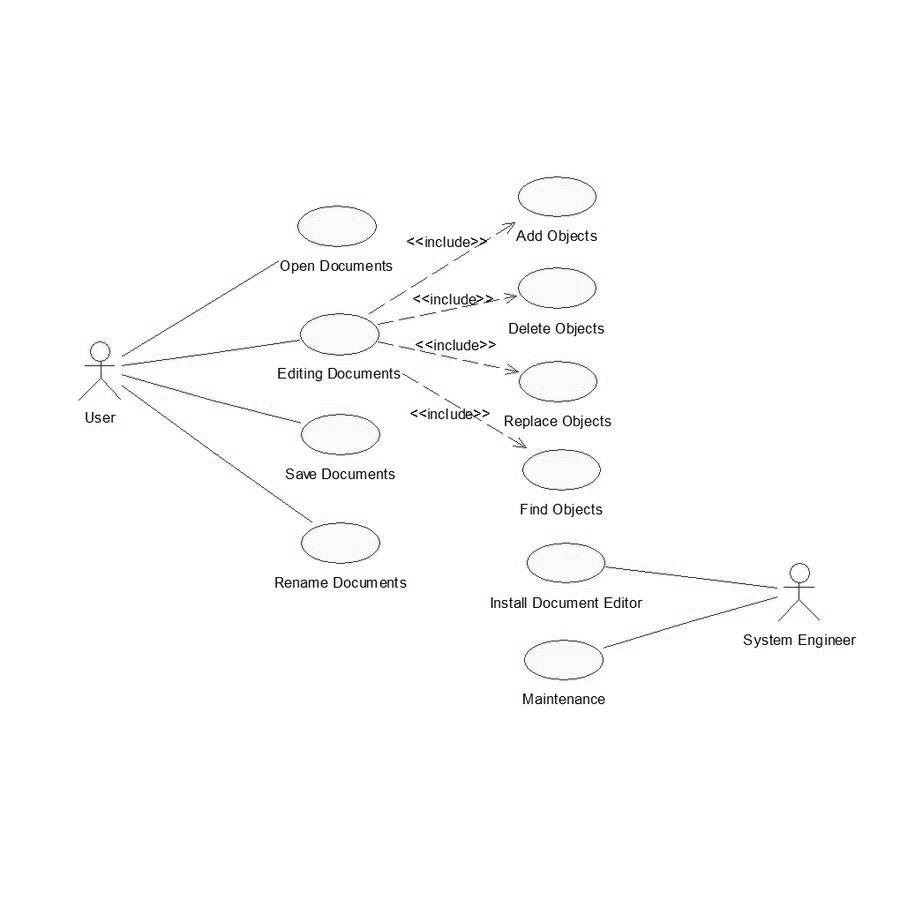 Add Objects
<<include>>
Open Documents
<<include>>
Delete Objects
<<include>>
Editing Documents
User
<<include>>
Replace Objects
Save Documents
Find Objects
Rename Documents
Install Document Editor
System Engineer
Maintenance